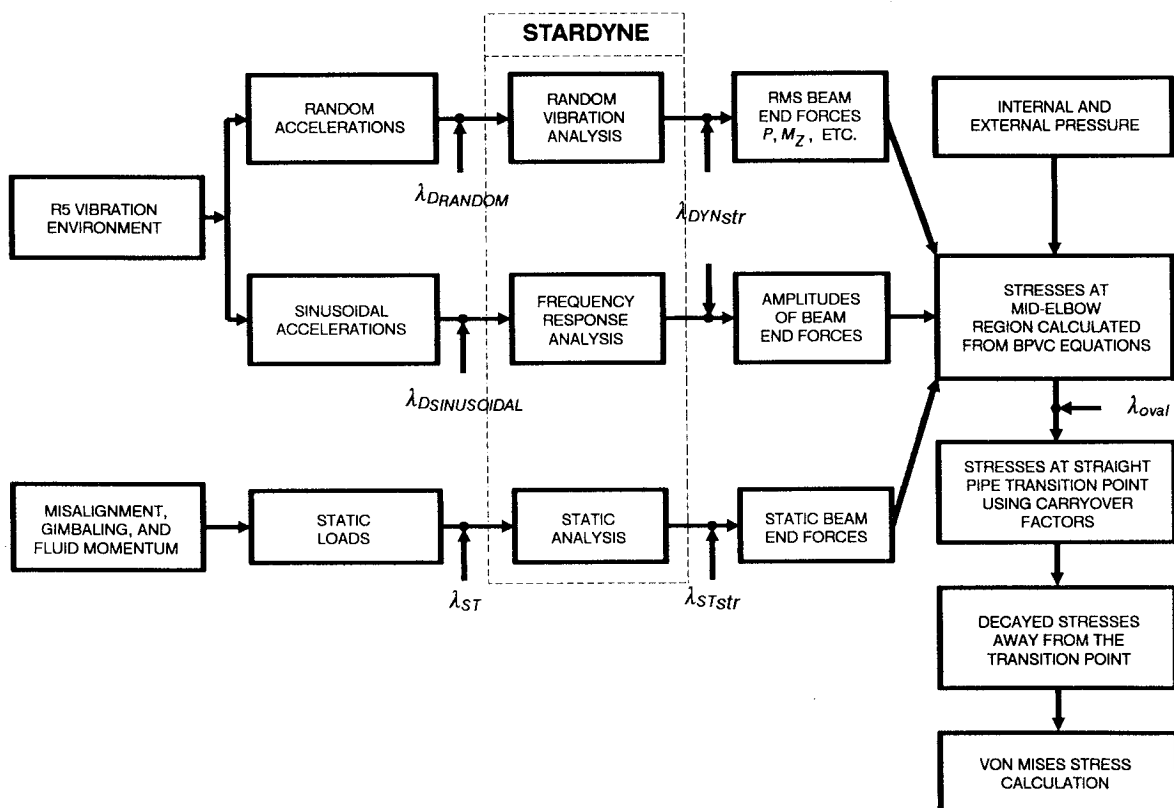 STARDYNE
RANDOM
ACCELERATIONS
RANDOM
VIBRATION
ANALYSIS
RMS BEAM
END FORCES
P, M_Z, ETC.
INTERNAL AND
EXTERNAL PRESSURE
λ_DRANDOM
λ_DYNstr
R5 VIBRATION
ENVIRONMENT
SINUSOIDAL
ACCELERATIONS
FREQUENCY
RESPONSE
ANALYSIS
AMPLITUDES
OF BEAM
END FORCES
STRESSES AT
MID-ELBOW
REGION CALCULATED
FROM BPVC EQUATIONS
λ_DSINUSOIDAL
λ_oval
MISALIGNMENT,
GIMBALING, AND
FLUID MOMENTUM
STATIC
LOADS
STATIC
ANALYSIS
STATIC BEAM
END FORCES
STRESSES AT STRAIGHT
PIPE TRANSITION POINT
USING CARRYOVER
FACTORS
λ_ST
λ_STstr
DECAYED STRESSES
AWAY FROM THE
TRANSITION POINT
VON MISES STRESS
CALCULATION